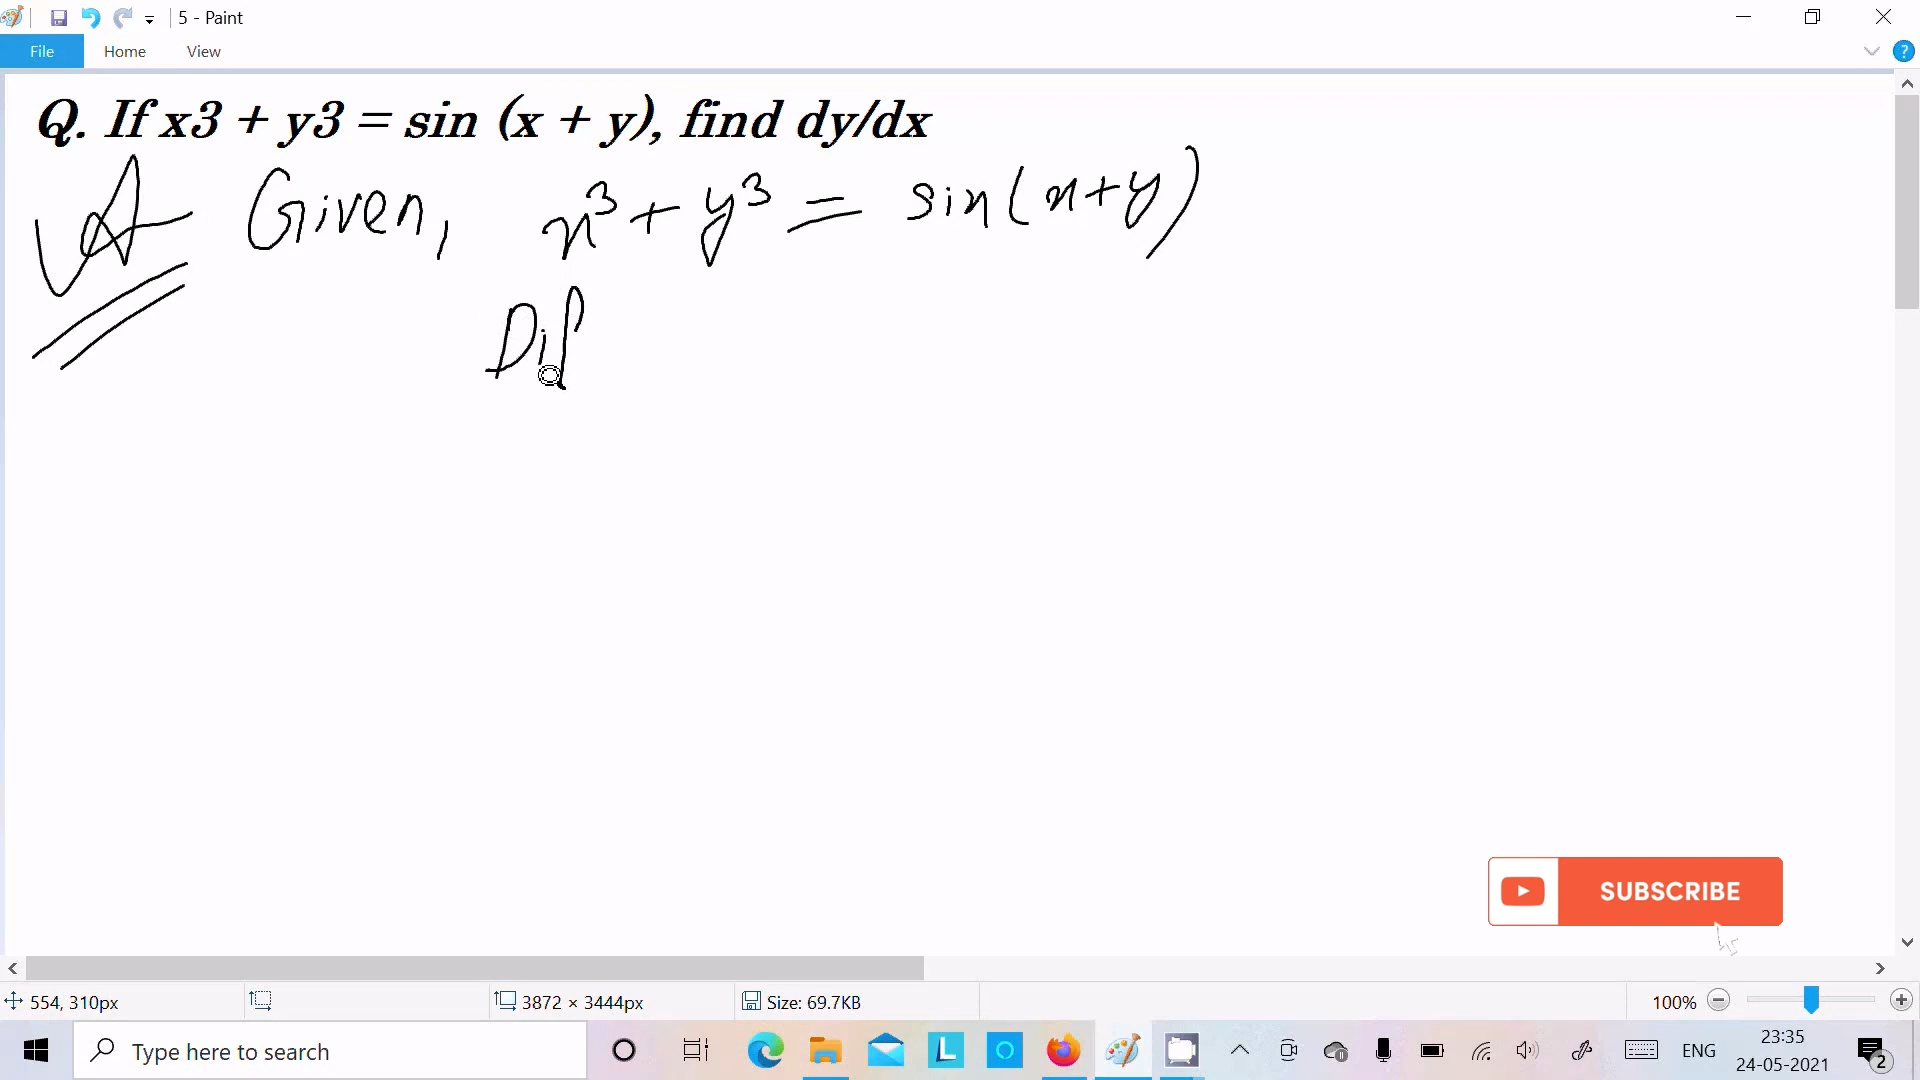 5 - Paint
File Home View
Q. If x3 + y3 = sin (x + y), find dy/dx
A Given, x³ + y³ = sin(x+y)
Dif
SUBSCRIBE
554, 310px 3872 × 3444px Size: 69.7KB 100%
Type here to search
ENG
23:35
24-05-2021
2